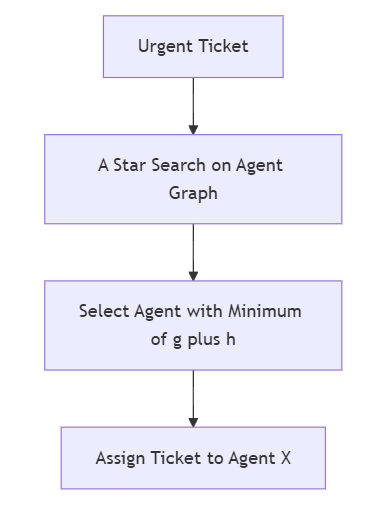 Urgent Ticket
A Star Search on Agent
Graph
Select Agent with Minimum
of g plus h
Assign Ticket to Agent X